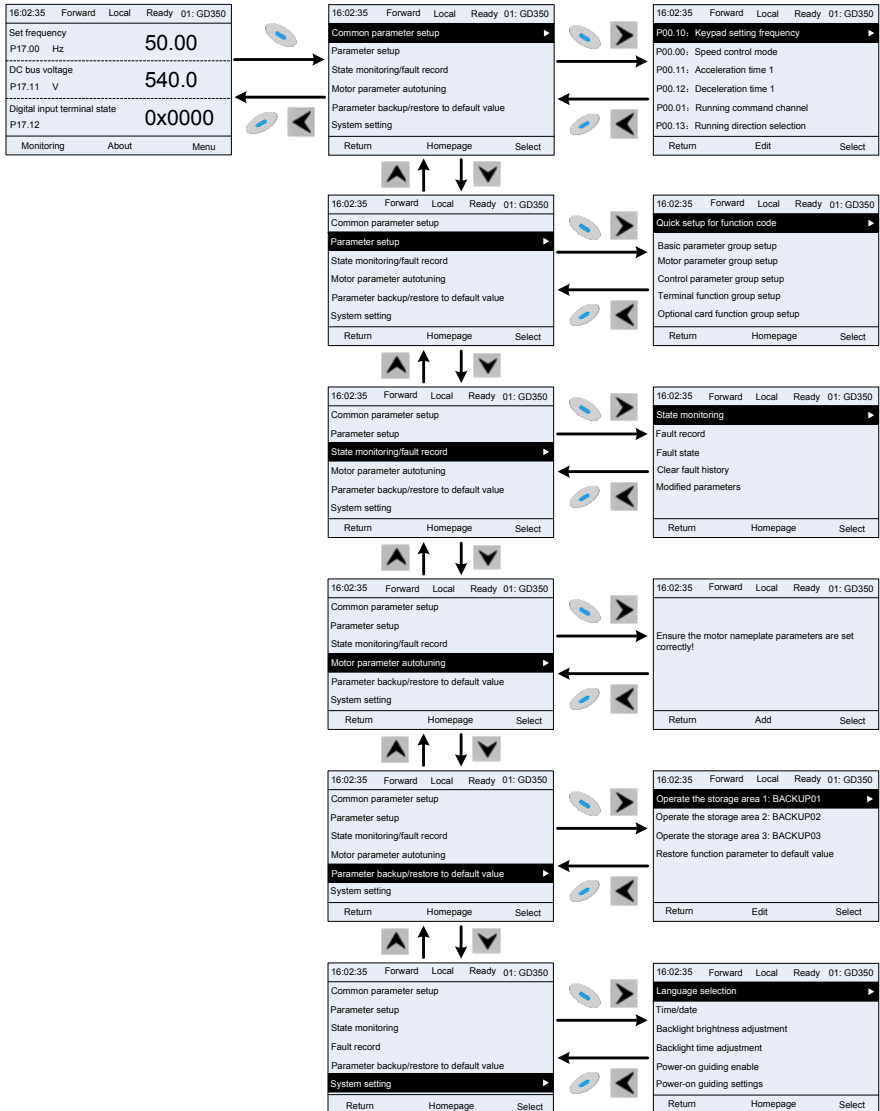 16:02:35 Forward Local Ready 01: GD350
Set frequency
P17.00 Hz 50.00
DC bus voltage
P17.11 V 540.0
Digital input terminal state
P17.12 0x0000
Monitoring About Menu
16:02:35 Forward Local Ready 01: GD350
Common parameter setup
Parameter setup
State monitoring/fault record
Motor parameter autotuning
Parameter backup/restore to default value
System setting
Return Homepage Select
16:02:35 Forward Local Ready 01: GD350
P00.10: Keypad setting frequency
P00.00: Speed control mode
P00.11: Acceleration time 1
P00.12: Deceleration time 1
P00.01: Running command channel
P00.13: Running direction selection
Return Edit Select
16:02:35 Forward Local Ready 01: GD350
Common parameter setup
Parameter setup
State monitoring/fault record
Motor parameter autotuning
Parameter backup/restore to default value
System setting
Return Homepage Select
16:02:35 Forward Local Ready 01: GD350
Quick setup for function code
Basic parameter group setup
Motor parameter group setup
Control parameter group setup
Terminal function group setup
Optional card function group setup
Return Homepage Select
16:02:35 Forward Local Ready 01: GD350
Common parameter setup
Parameter setup
State monitoring/fault record
Motor parameter autotuning
Parameter backup/restore to default value
System setting
Return Homepage Select
16:02:35 Forward Local Ready 01: GD350
State monitoring
Fault record
Fault state
Clear fault history
Modified parameters
Return Homepage Select
16:02:35 Forward Local Ready 01: GD350
Common parameter setup
Parameter setup
State monitoring/fault record
Motor parameter autotuning
Parameter backup/restore to default value
System setting
Return Homepage Select
16:02:35 Forward Local Ready 01: GD350
Ensure the motor nameplate parameters are set
correctly!
Return Add Select
16:02:35 Forward Local Ready 01: GD350
Common parameter setup
Parameter setup
State monitoring/fault record
Motor parameter autotuning
Parameter backup/restore to default value
System setting
Return Homepage Select
16:02:35 Forward Local Ready 01: GD350
Operate the storage area 1: BACKUP01
Operate the storage area 2: BACKUP02
Operate the storage area 3: BACKUP03
Restore function parameter to default value
Return Edit Select
16:02:35 Forward Local Ready 01: GD350
Common parameter setup
Parameter setup
State monitoring
Fault record
Parameter backup/restore to default value
System setting
Return Homepage Select
16:02:35 Forward Local Ready 01: GD350
Language selection
Time/date
Backlight brightness adjustment
Backlight time adjustment
Power-on guiding enable
Power-on guiding settings
Return Homepage Select